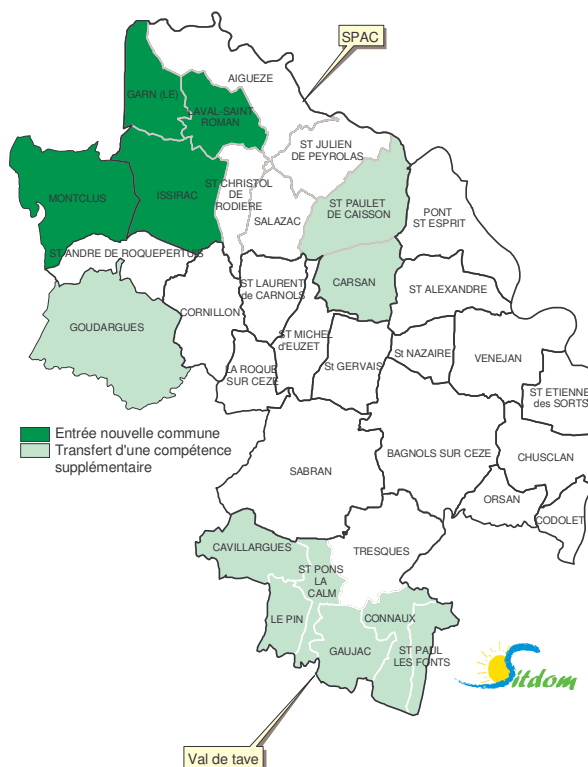 SPAC
AIGUEZE
GARN (LE)
LAVAL-SAINT
ROMAN
ST JULIEN
DE PEYROLAS
ST CHRISTOL
DE
RODIERE
MONTCLUS
ISSIRAC
ST PAULET
DE CAISSON
SALAZAC
PONT
ST ESPRIT
ST ANDRE DE ROQUEPERTUIS
CARSAN
ST LAURENT
de CARNOLS
ST ALEXANDRE
CORNILLON
GOUDARGUES
ST MICHEL
d'EUZET
St NAZAIRE
VENEJAN
LA ROQUE
SUR CEZE
St GERVAIS
ST ETIENNE
des SORTS
Entrée nouvelle commune
Transfert d'une compétence
supplémentaire
SABRAN
BAGNOLS SUR CEZE
CHUSCLAN
ORSAN
CODOLET
CAVILLARGUES
TRESQUES
ST PONS
LA
CALM
LE PIN
CONNAUX
GAUJAC
ST PAUL
LES FONTS
Sitdom
Val de tave